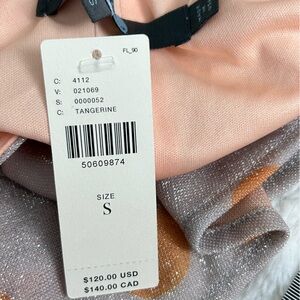 FL_90
C: 4112
V: 021069
S: 0000052
C: TANGERINE
50609874
SIZE
S
$120.00 USD
$140.00 CAD